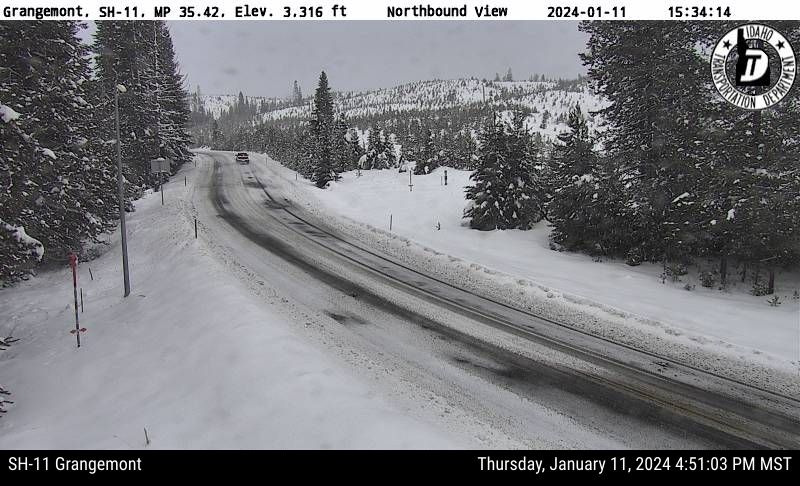 Grangemont, SH-11, MP 35.42, Elev. 3,316 ft Northbound View 2024-01-11 15:34:14
IDAHO
TRANSPORTATION DEPARTMENT
SH-11 Grangemont Thursday, January 11, 2024 4:51:03 PM MST